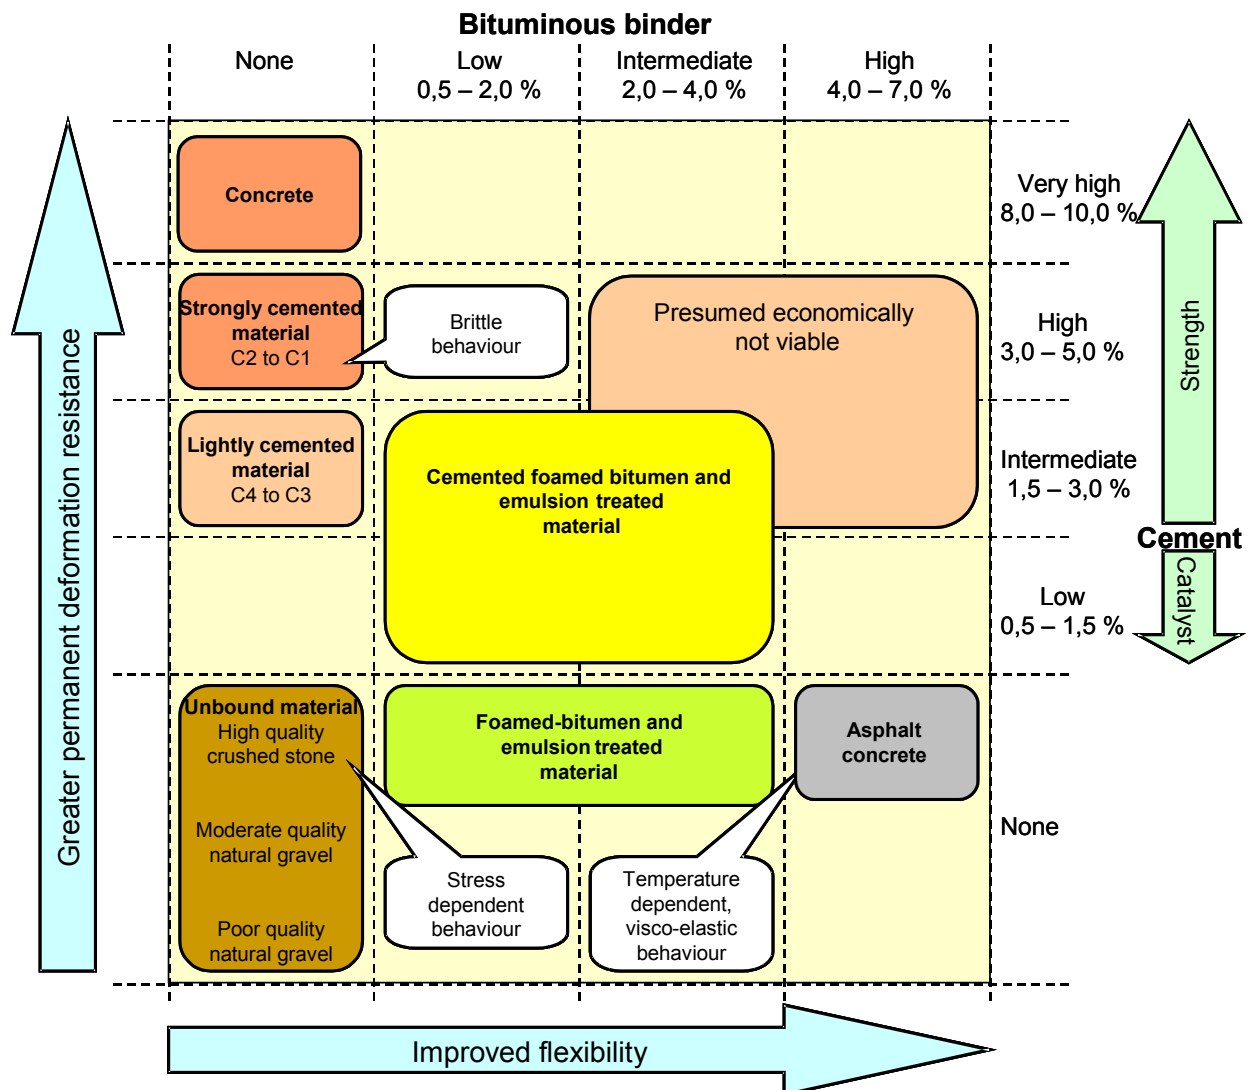 Bituminous binder
None
Low
0,5 – 2,0 %
Intermediate
2,0 – 4,0 %
High
4,0 – 7,0 %
Greater permanent deformation resistance
Concrete
Very high
8,0 – 10,0 %
Strongly cemented
material
C2 to C1
Brittle
behaviour
Presumed economically
not viable
High
3,0 – 5,0 %
Strength
Lightly cemented
material
C4 to C3
Cemented foamed bitumen and
emulsion treated
material
Intermediate
1,5 – 3,0 %
Cement
Catalyst
Low
0,5 – 1,5 %
Unbound material
High quality
crushed stone
Moderate quality
natural gravel
Poor quality
natural gravel
Foamed-bitumen and
emulsion treated
material
Asphalt
concrete
None
Stress
dependent
behaviour
Temperature
dependent,
visco-elastic
behaviour
Improved flexibility